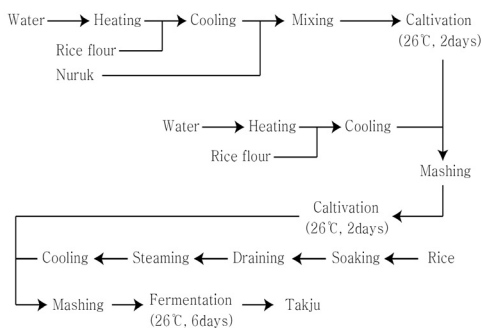 Water Heating Cooling Mixing Caltivation
(26℃, 2days)
Rice flour
Nuruk
Water Heating Cooling
Rice flour
Mashing
Caltivation
(26℃, 2days)
Cooling Steaming Draining Soaking Rice
Mashing Fermentation Takju
(26℃, 6days)